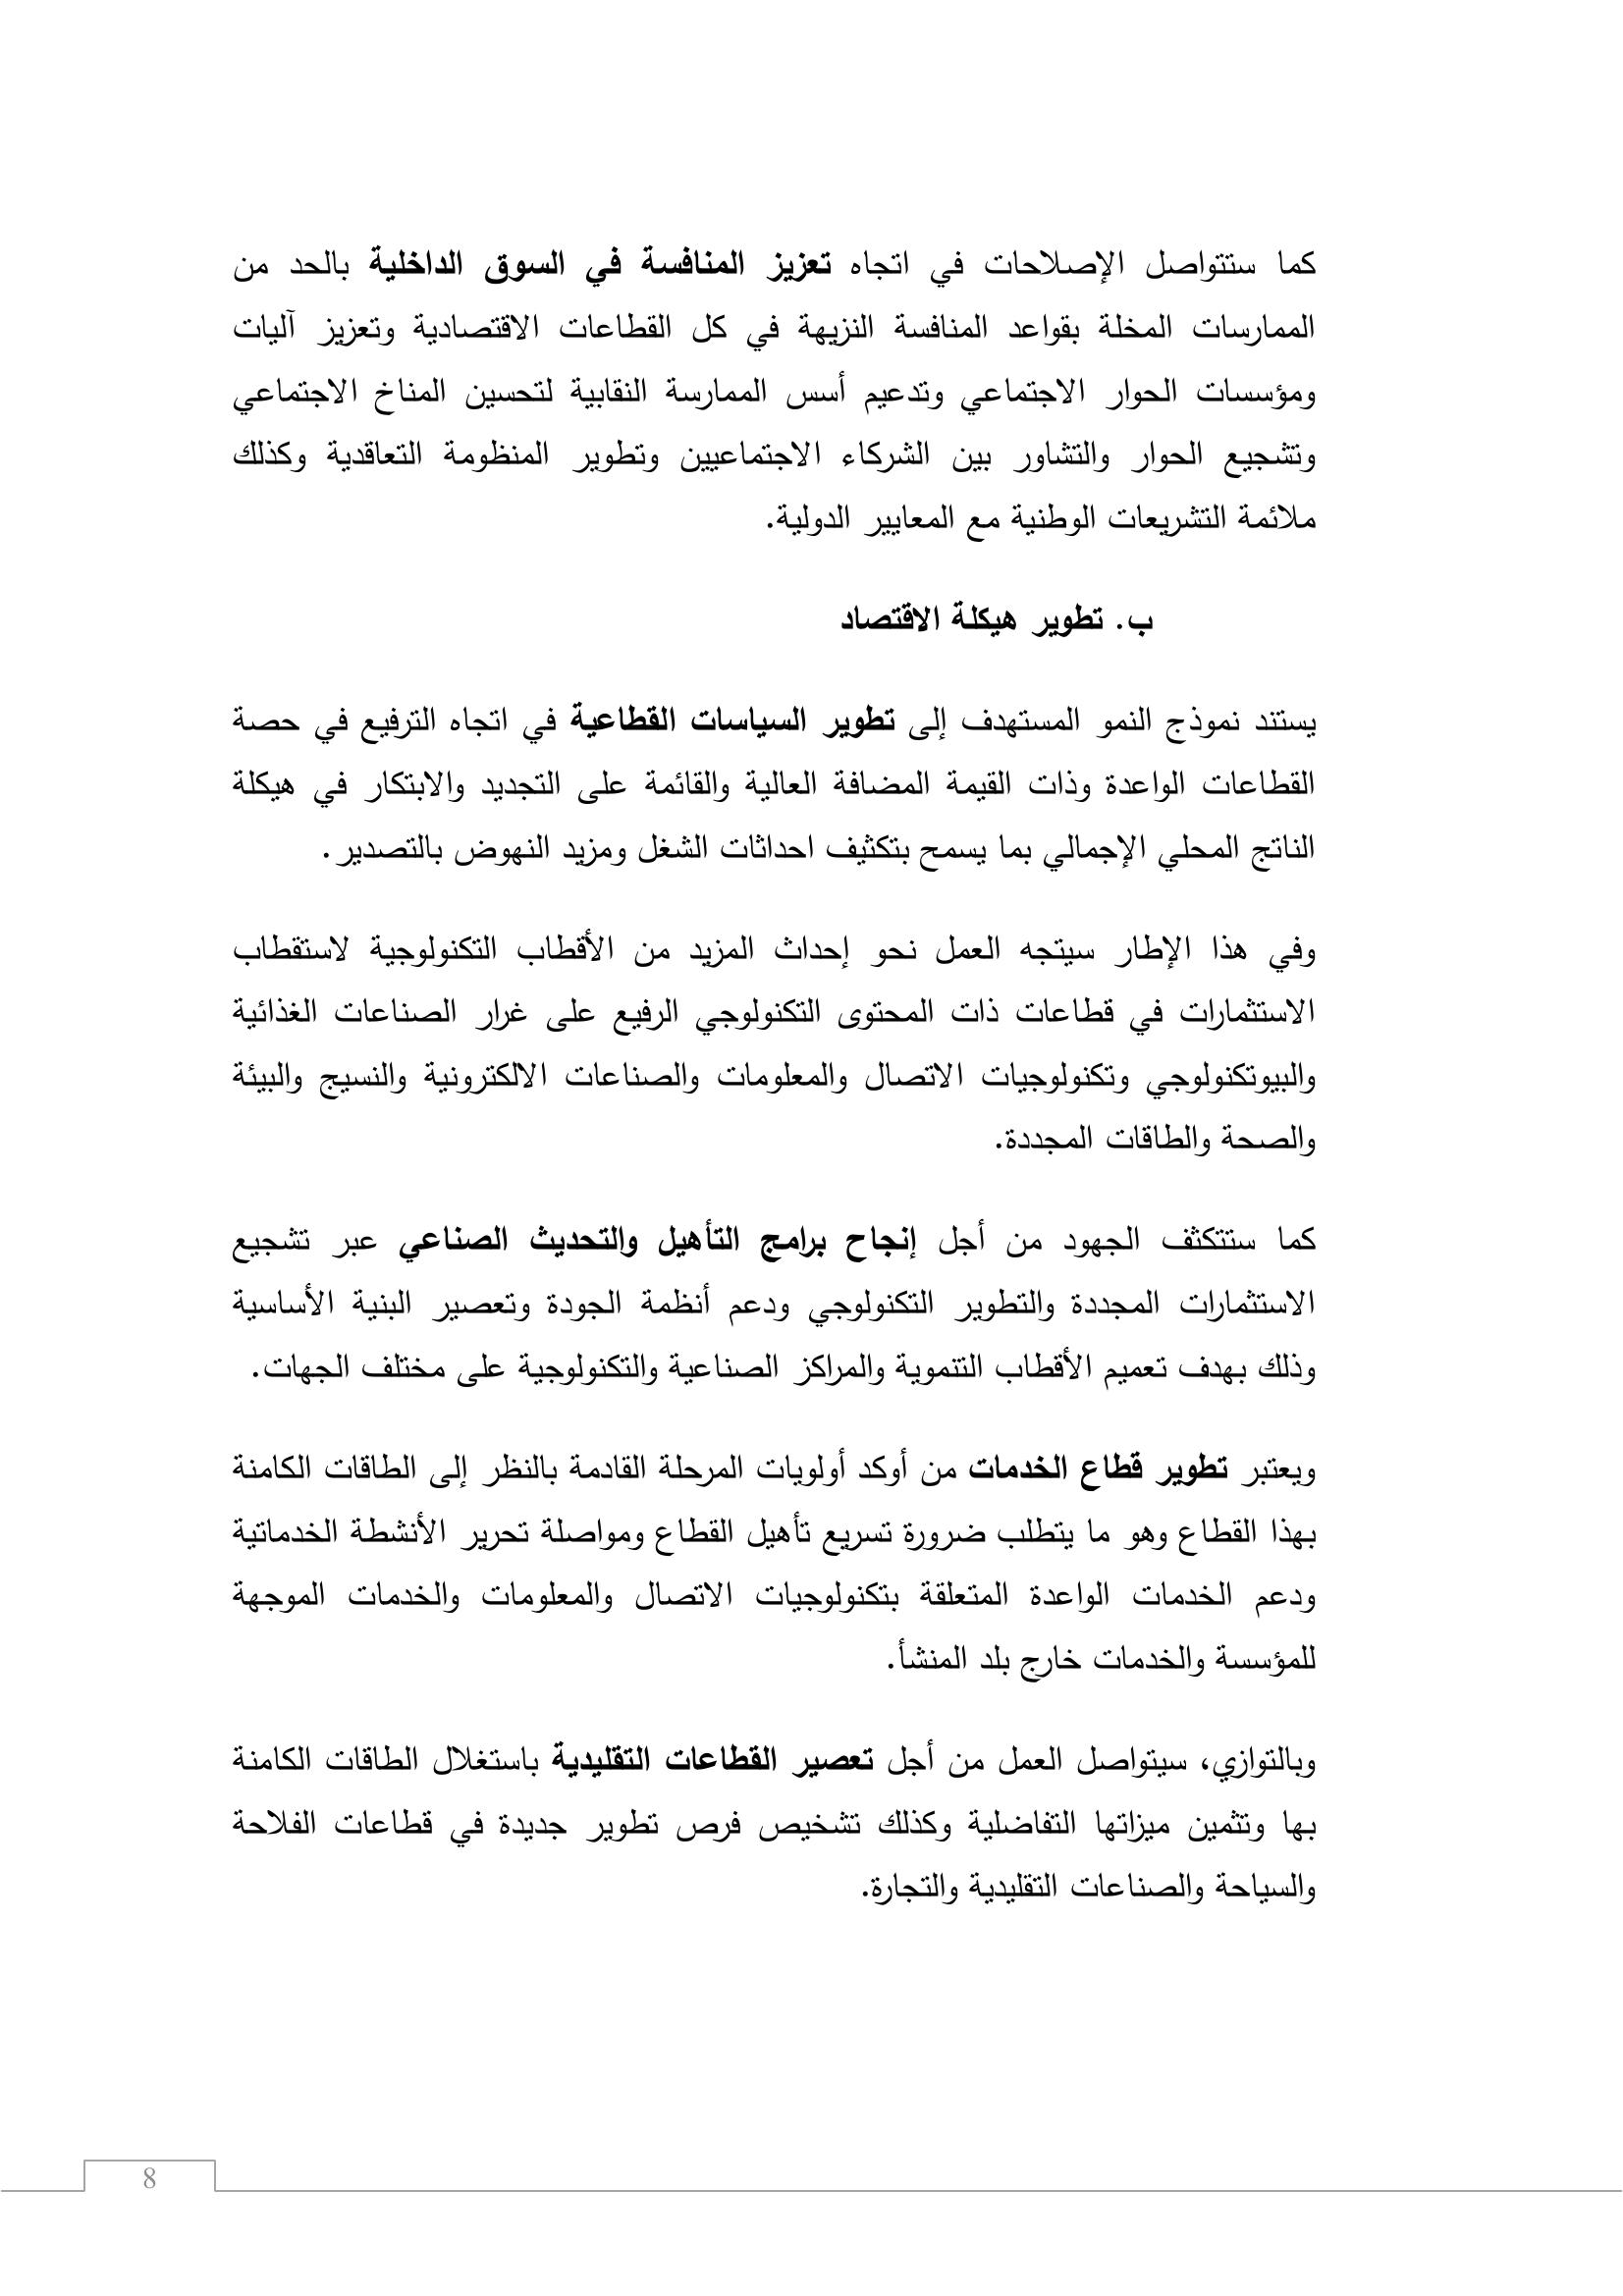 كما ستتواصل الإصلاحات في اتجاه تعزيز المنافسة في السوق الداخلية بالحد من
الممارسات المخلة بقواعد المنافسة النزيهة في كل القطاعات الاقتصادية وتعزيز آليات
ومؤسسات الحوار الاجتماعي وتدعيم أسس الممارسة النقابية لتحسين المناخ الاجتماعي
وتشجيع الحوار والتشاور بين الشركاء الاجتماعيين وتطوير المنظومة التعاقدية وكذلك
ملائمة التشريعات الوطنية مع المعايير الدولية.
ب. تطوير هيكلة الاقتصاد
يستند نموذج النمو المستهدف إلى تطوير السياسات القطاعية في اتجاه الترفيع في حصة
القطاعات الواعدة وذات القيمة المضافة العالية والقائمة على التجديد والابتكار في هيكلة
الناتج المحلي الإجمالي بما يسمح بتكثيف احداثات الشغل ومزيد النهوض بالتصدير.
وفي هذا الإطار سيتجه العمل نحو إحداث المزيد من الأقطاب التكنولوجية لاستقطاب
الاستثمارات في قطاعات ذات المحتوى التكنولوجي الرفيع على غرار الصناعات الغذائية
والبيوتكنولوجي وتكنولوجيات الاتصال والمعلومات والصناعات الالكترونية والنسيج والبيئة
والصحة والطاقات المجددة.
كما ستتكثف الجهود من أجل إنجاح برامج التأهيل والتحديث الصناعي عبر تشجيع
الاستثمارات المجددة والتطوير التكنولوجي ودعم أنظمة الجودة وتعصير البنية الأساسية
وذلك بهدف تعميم الأقطاب التنموية والمراكز الصناعية والتكنولوجية على مختلف الجهات.
ويعتبر تطوير قطاع الخدمات من أوكد أولويات المرحلة القادمة بالنظر إلى الطاقات الكامنة
بهذا القطاع وهو ما يتطلب ضرورة تسريع تأهيل القطاع ومواصلة تحرير الأنشطة الخدماتية
ودعم الخدمات الواعدة المتعلقة بتكنولوجيات الاتصال والمعلومات والخدمات الموجهة
للمؤسسة والخدمات خارج بلد المنشأ.
وبالتوازي، سيتواصل العمل من أجل تعصير القطاعات التقليدية باستغلال الطاقات الكامنة
بها وتثمين ميزاتها التفاضلية وكذلك تشخيص فرص تطوير جديدة في قطاعات الفلاحة
والسياحة والصناعات التقليدية والتجارة.
8